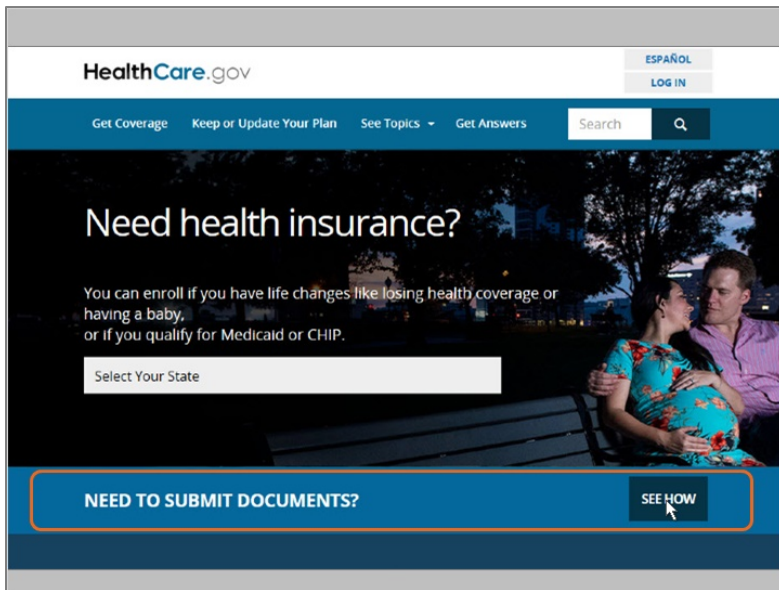 HealthCare.gov
ESPAÑOL
LOG IN
Get Coverage Keep or Update Your Plan See Topics Get Answers Search
Need health insurance?
You can enroll if you have life changes like losing health coverage or
having a baby,
or if you qualify for Medicaid or CHIP.
Select Your State
NEED TO SUBMIT DOCUMENTS? SEE HOW